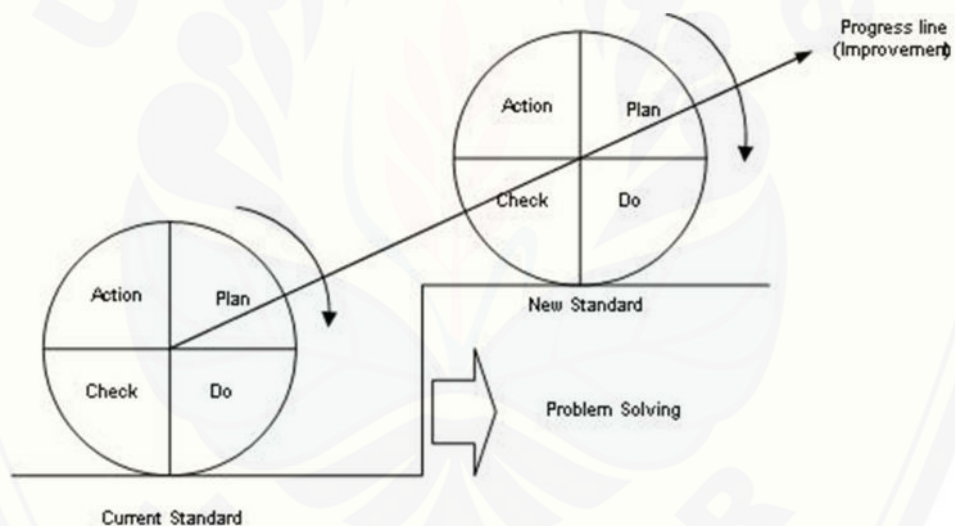 Progress line
(Improvement)
Action
Plan
Check
Do
New Standard
Action
Plan
Check
Do
Problem Solving
Current Standard